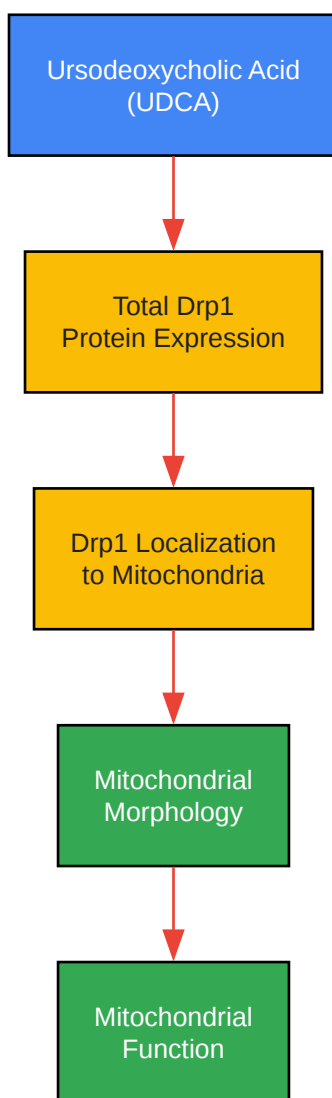 Ursodeoxycholic Acid
(UDCA)
Total Drp1
Protein Expression
Drp1 Localization
to Mitochondria
Mitochondrial
Morphology
Mitochondrial
Function